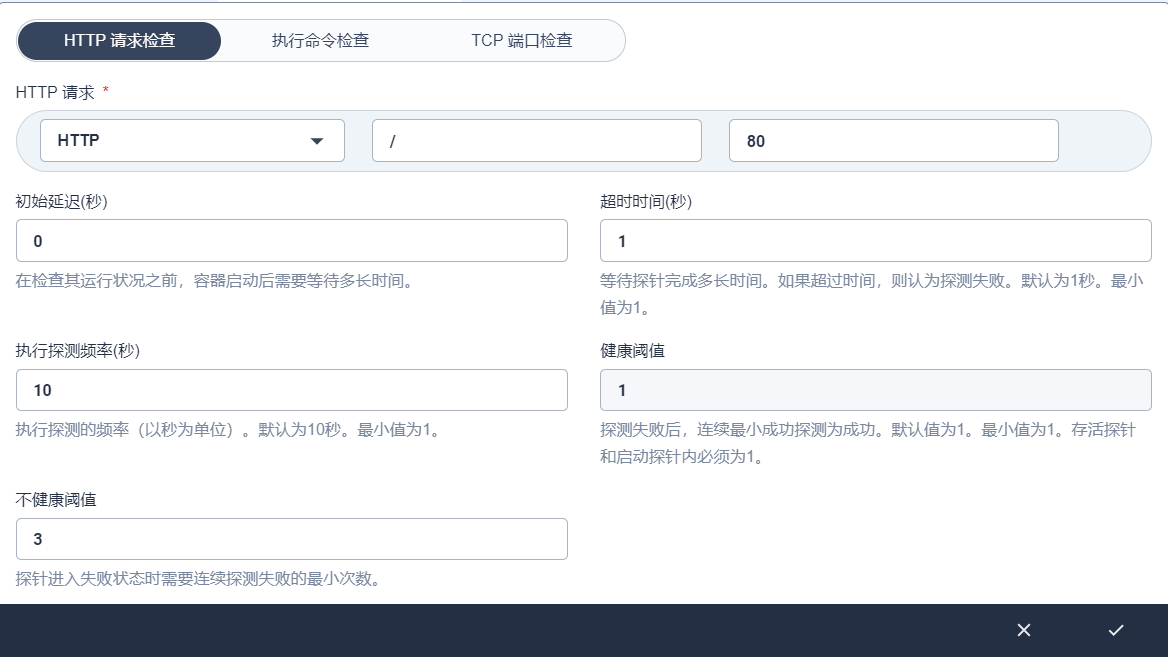 HTTP 请求检查
执行命令检查
TCP 端口检查
HTTP 请求 *
HTTP
/
80
初始延迟(秒)
超时时间(秒)
0
1
在检查其运行状况之前，容器启动后需要等待多长时间。
等待探针完成多长时间。如果超过时间，则认为探测失败。默认为1秒。最小
值为1。
执行探测频率(秒)
健康阈值
10
1
执行探测的频率（以秒为单位）。默认为10秒。最小值为1。
探测失败后，连续最小成功探测为成功。默认值为1。最小值为1。存活探针
和启动探针内必须为1。
不健康阈值
3
探针进入失败状态时需要连续探测失败的最小次数。